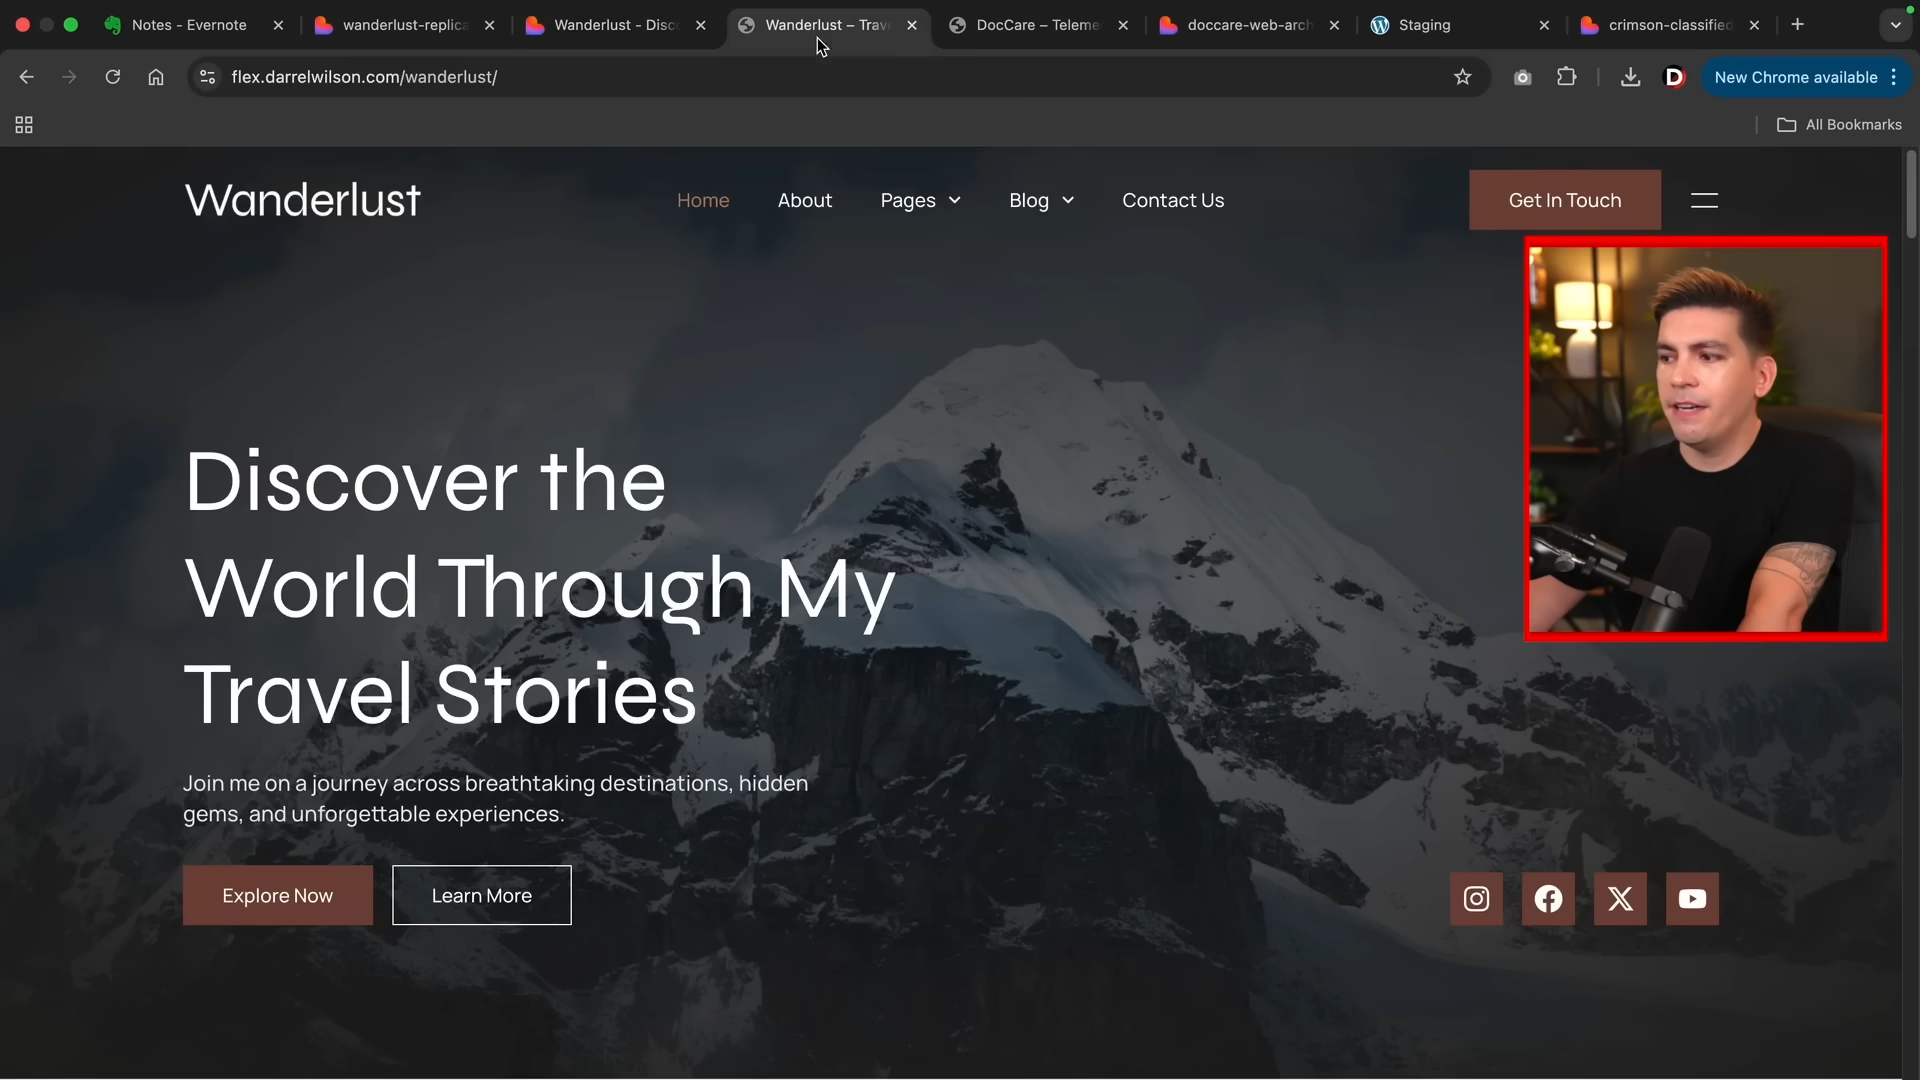 Notes - Evernote
wanderlust-replica
Wanderlust - Disc
Wanderlust – Trav
DocCare – Teleme
doccare-web-arch
Staging
crimson-classified
flex.darrelwilson.com/wanderlust/
New Chrome available
All Bookmarks
Wanderlust
Home
About
Pages
Blog
Contact Us
Get In Touch
Discover the
World Through My
Travel Stories
Join me on a journey across breathtaking destinations, hidden
gems, and unforgettable experiences.
Explore Now
Learn More